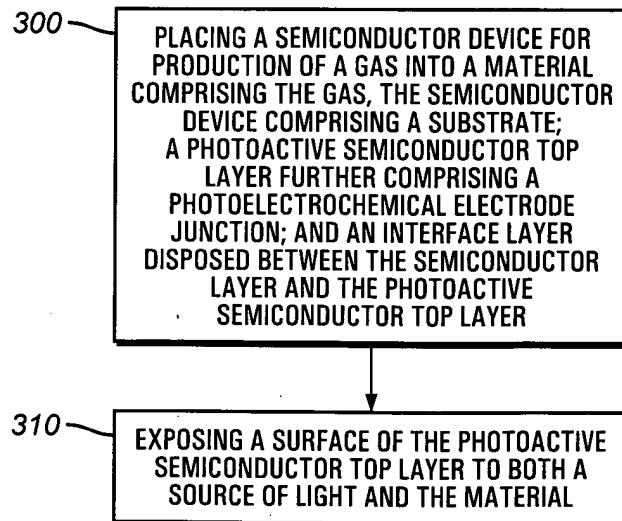 300
PLACING A SEMICONDUCTOR DEVICE FOR
PRODUCTION OF A GAS INTO A MATERIAL
COMPRISING THE GAS, THE SEMICONDUCTOR
DEVICE COMPRISING A SUBSTRATE;
A PHOTOACTIVE SEMICONDUCTOR TOP
LAYER FURTHER COMPRISING A
PHOTOELECTROCHEMICAL ELECTRODE
JUNCTION; AND AN INTERFACE LAYER
DISPOSED BETWEEN THE SEMICONDUCTOR
LAYER AND THE PHOTOACTIVE
SEMICONDUCTOR TOP LAYER
310
EXPOSING A SURFACE OF THE PHOTOACTIVE
SEMICONDUCTOR TOP LAYER TO BOTH A
SOURCE OF LIGHT AND THE MATERIAL